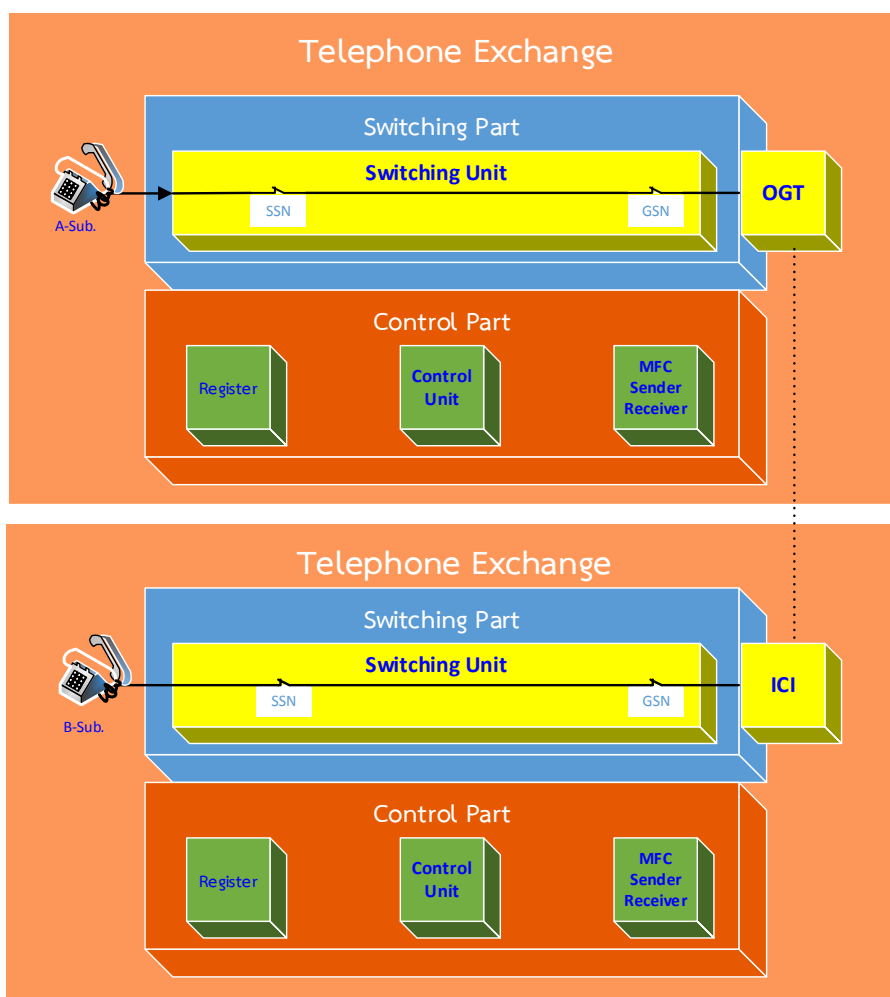 Telephone Exchange
Switching Part
Switching Unit
SSN
GSN
OGT
A-Sub.
Control Part
Register
Control
Unit
MFC
Sender
Receiver
Telephone Exchange
Switching Part
Switching Unit
SSN
GSN
ICI
B-Sub.
Control Part
Register
Control
Unit
MFC
Sender
Receiver